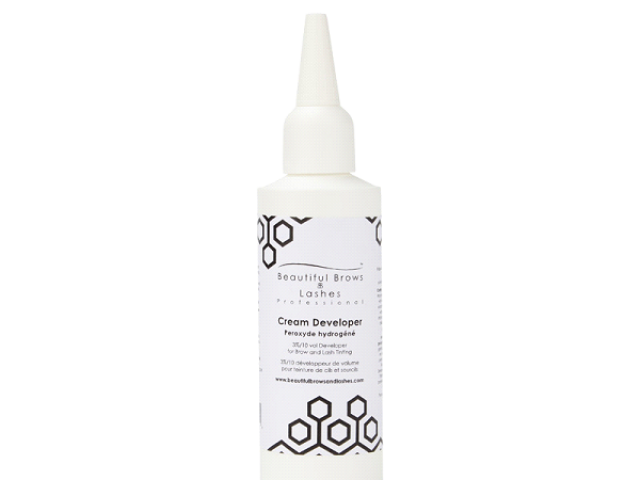 Beautiful Brows
&
Lashes
Professional
Cream Developer
Peroxyde hydrogéné
3%/10 vol Developer
for Brow and Lash Tinting
3%/10 développeur de volume
pour teinture de cib et sourcils
www.beautifulbrowsandlashes.com